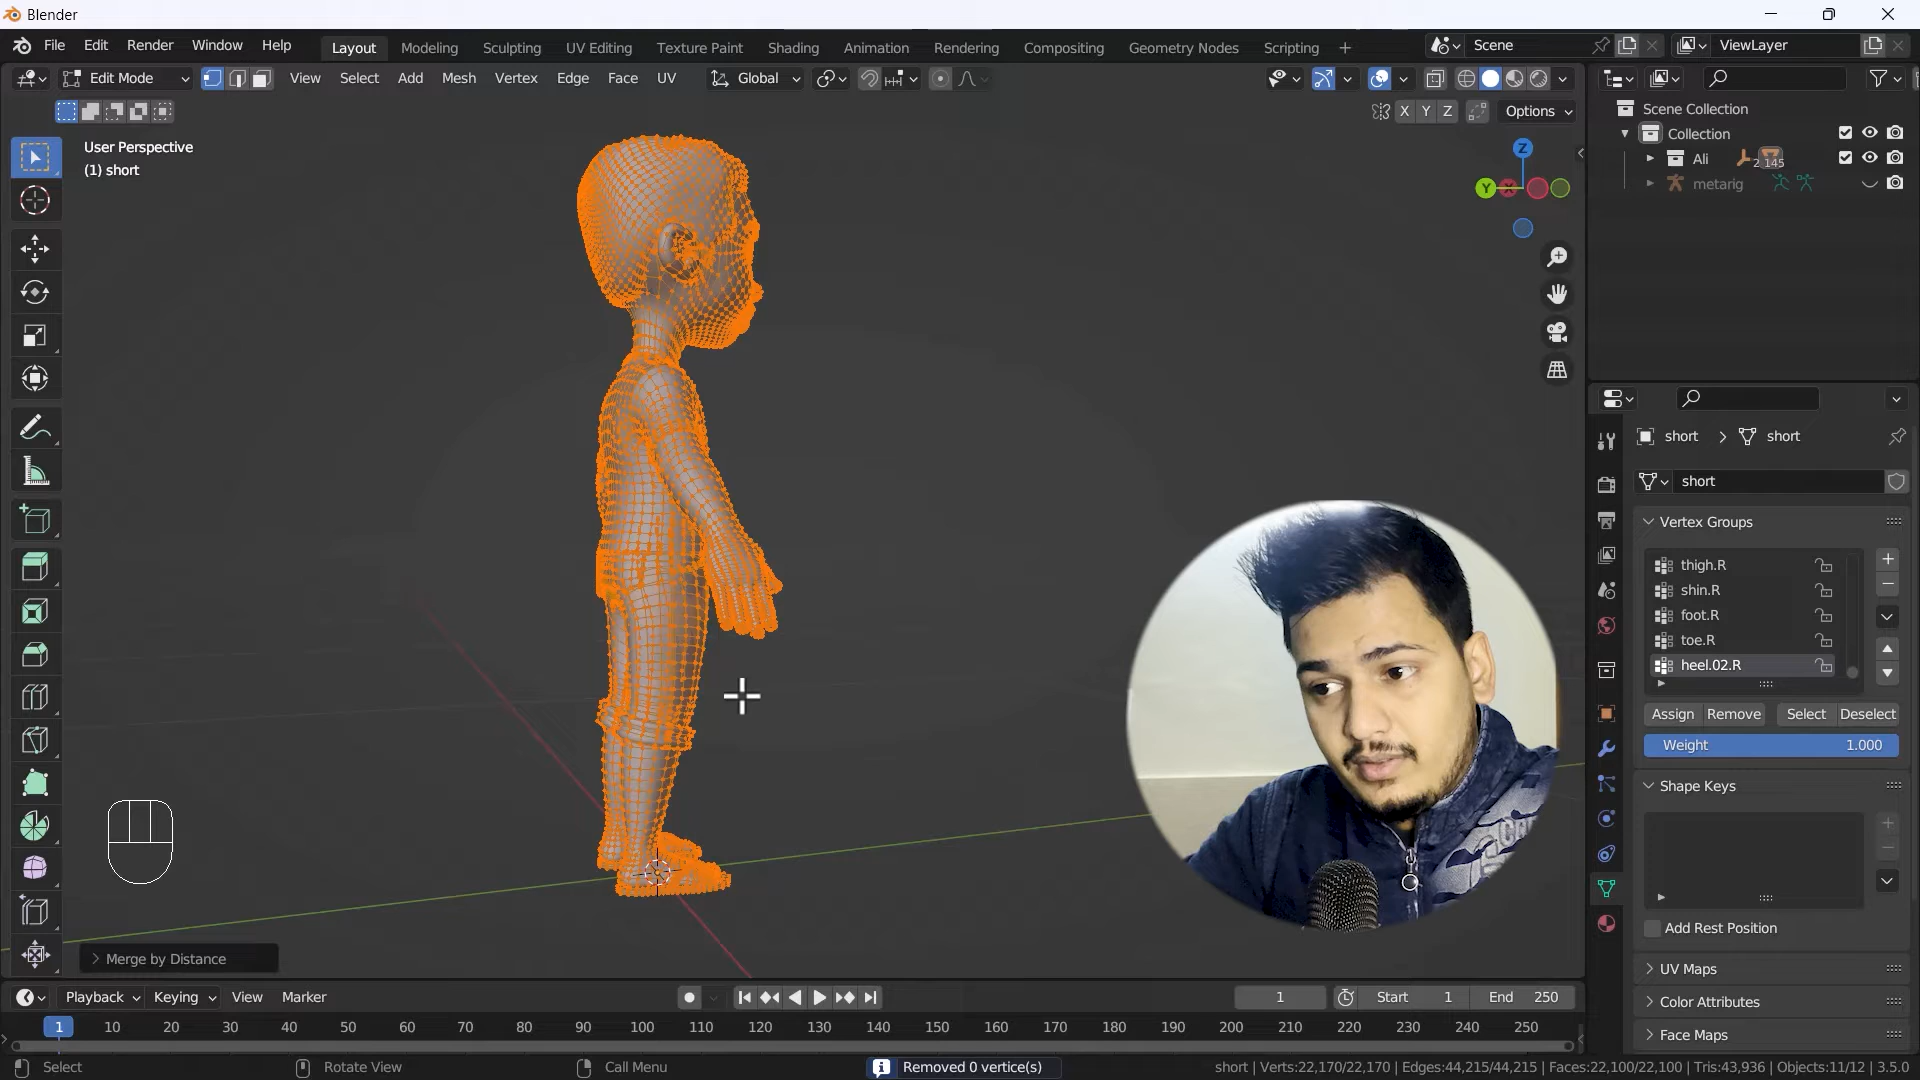 Blender
File Edit Render Window Help Layout Modeling Sculpting UV Editing Texture Paint Shading Animation Rendering Compositing Geometry Nodes Scripting + Scene ViewLayer
Edit Mode View Select Add Mesh Vertex Edge Face UV Global
X Y Z Options
User Perspective
(1) short
Z
Y X
Scene Collection
Collection
Ali 2 145
metarig
short > short
short
Vertex Groups
thigh.R
shin.R
foot.R
toe.R
heel.02.R
Assign Remove Select Deselect
Weight 1.000
Shape Keys
Add Rest Position
UV Maps
Color Attributes
Face Maps
> Merge by Distance
Playback Keying View Marker 1 Start 1 End 250
1 10 20 30 40 50 60 70 80 90 100 110 120 130 140 150 160 170 180 190 200 210 220 230 240 250
Select Rotate View Call Menu Removed 0 vertice(s) short | Verts:22,170/22,170 | Edges:44,215/44,215 | Faces:22,100/22,100 | Tris:43,936 | Objects:11/12 | 3.5.0